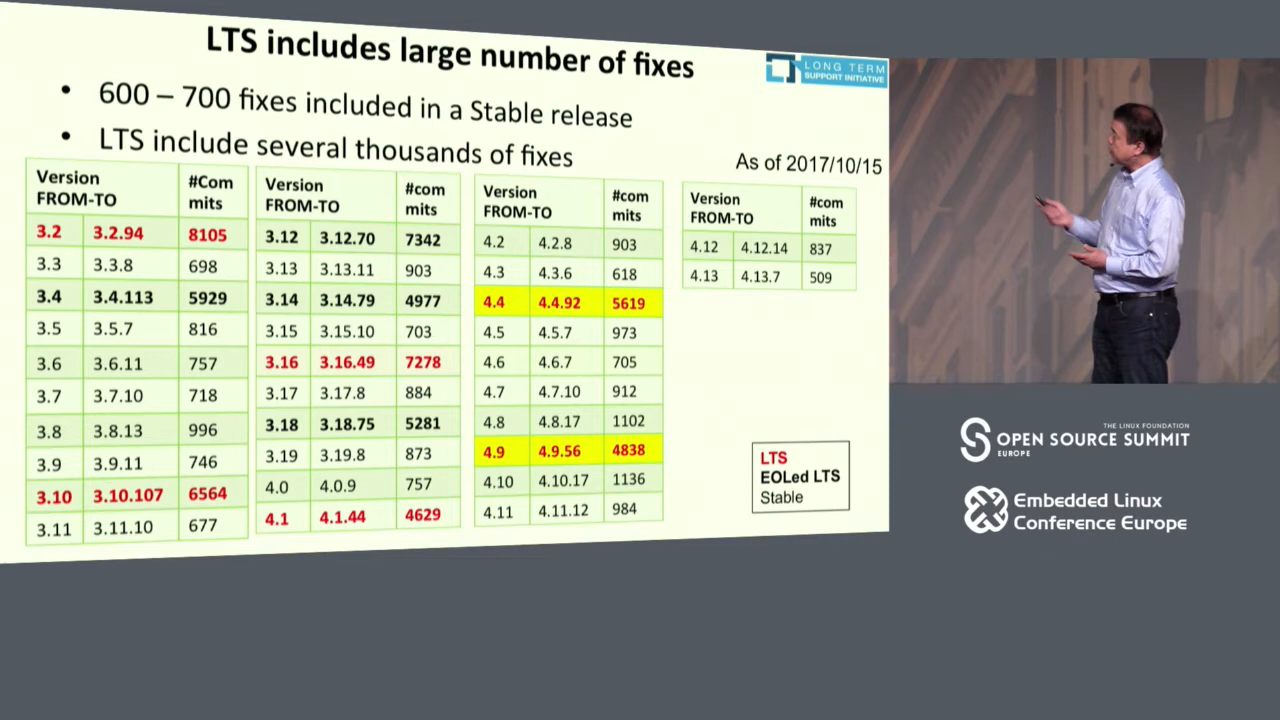 LTS includes large number of fixes
LONG TERM
SUPPORT INITIATIVE
• 600 – 700 fixes included in a Stable release
• LTS include several thousands of fixes
As of 2017/10/15
Version FROM-TO #Com mits
3.2 3.2.94 8105
3.3 3.3.8 698
3.4 3.4.113 5929
3.5 3.5.7 816
3.6 3.6.11 757
3.7 3.7.10 718
3.8 3.8.13 996
3.9 3.9.11 746
3.10 3.10.107 6564
3.11 3.11.10 677
Version FROM-TO #com mits
3.12 3.12.70 7342
3.13 3.13.11 903
3.14 3.14.79 4977
3.15 3.15.10 703
3.16 3.16.49 7278
3.17 3.17.8 884
3.18 3.18.75 5281
3.19 3.19.8 873
4.0 4.0.9 757
4.1 4.1.44 4629
Version FROM-TO #com mits
4.2 4.2.8 903
4.3 4.3.6 618
4.4 4.4.92 5619
4.5 4.5.7 973
4.6 4.6.7 705
4.7 4.7.10 912
4.8 4.8.17 1102
4.9 4.9.56 4838
4.10 4.10.17 1136
4.11 4.11.12 984
Version FROM-TO #com mits
4.12 4.12.14 837
4.13 4.13.7 509
LTS
EOLed LTS
Stable
THE LINUX FOUNDATION
OPEN SOURCE SUMMIT
EUROPE
Embedded Linux
Conference Europe